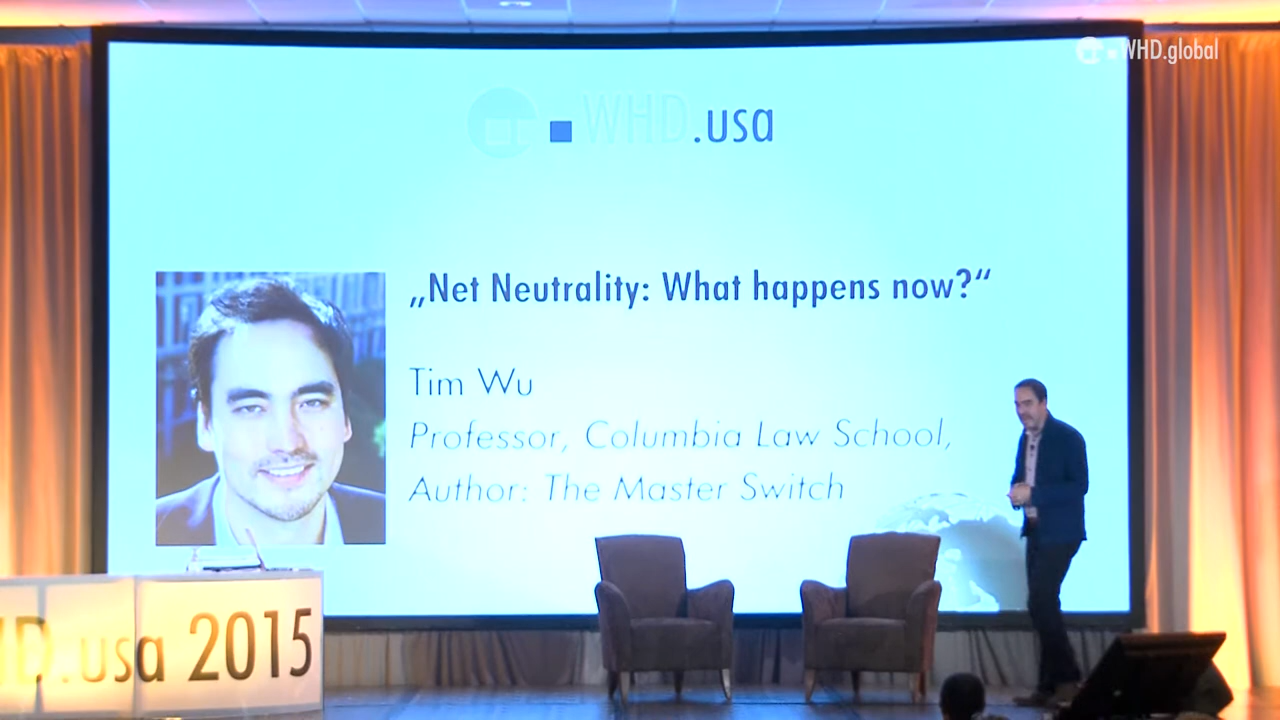 WHD.global
WHD.usa
„Net Neutrality: What happens now?“
Tim Wu
Professor, Columbia Law School,
Author: The Master Switch
HD.usa 2015